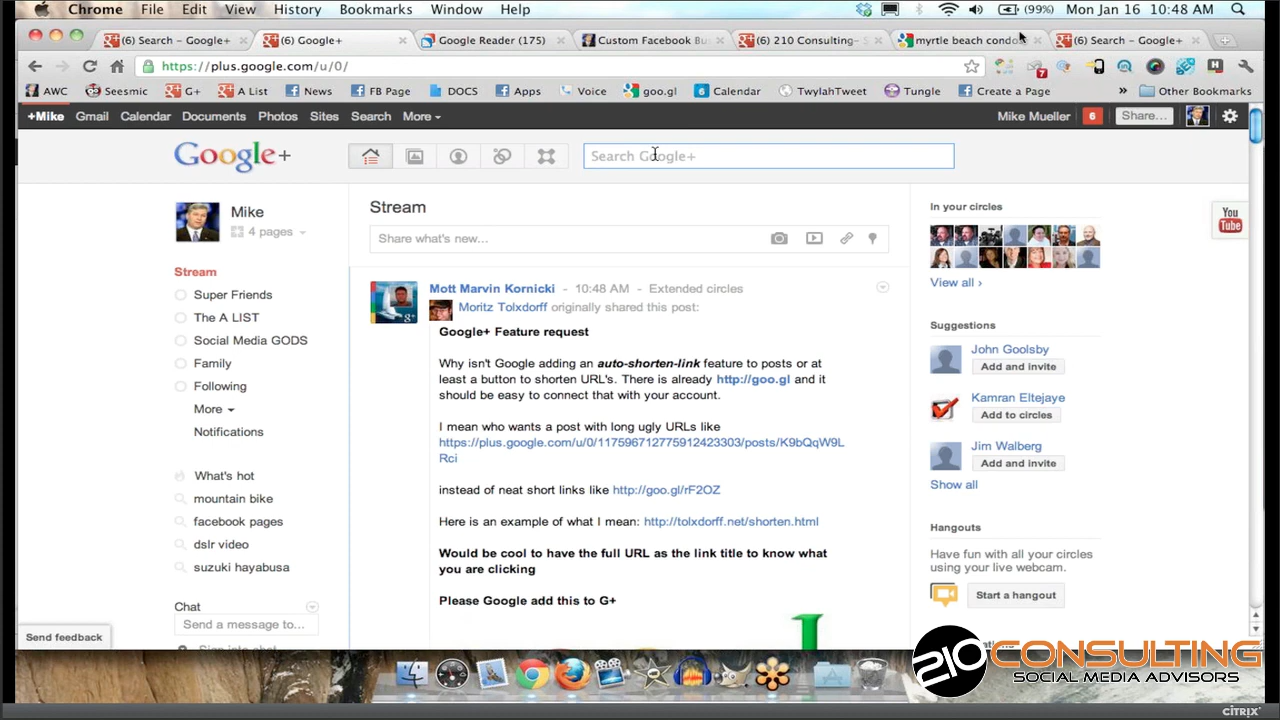 Chrome File Edit View History Bookmarks Window Help (99%) Mon Jan 16 10:48 AM
(6) Search - Google+ × (6) Google+ × Google Reader (175) × Custom Facebook Bu × (6) 210 Consulting- S × myrtle beach condo × (6) Search - Google+ ×
https://plus.google.com/u/0/
7
AWC Seesmic G+ A List News FB Page DOCS Apps Voice goo.gl 6 Calendar TwylahTweet Tungle Create a Page » Other Bookmarks
+Mike Gmail Calendar Documents Photos Sites Search More Mike Mueller 6 Share...
Google+
Search Google+
Mike
4 pages
Stream
Super Friends
The A LIST
Social Media GODS
Family
Following
More
Notifications
What's hot
mountain bike
facebook pages
dslr video
suzuki hayabusa
Chat
Send a message to...
Sign into chat
Send feedback
Stream
Share what's new...
Mott Marvin Kornicki - 10:48 AM - Extended circles
Moritz Tolxdorff originally shared this post:
Google+ Feature request
Why isn't Google adding an auto-shorten-link feature to posts or at
least a button to shorten URL's. There is already http://goo.gl and it
should be easy to connect that with your account.
I mean who wants a post with long ugly URLs like
https://plus.google.com/u/0/117596712775912423303/posts/K9bQqW9L
Rci
instead of neat short links like http://goo.gl/rF2OZ
Here is an example of what I mean: http://tolxdorff.net/shorten.html
Would be cool to have the full URL as the link title to know what
you are clicking
Please Google add this to G+
In your circles
View all ›
Suggestions
John Goolsby
Add and invite
Kamran Eltejaye
Add to circles
Jim Walberg
Add and invite
Show all
Hangouts
Have fun with all your circles
using your live webcam.
Start a hangout
You
Tube
210 CONSULTING
SOCIAL MEDIA ADVISORS
CITRIX